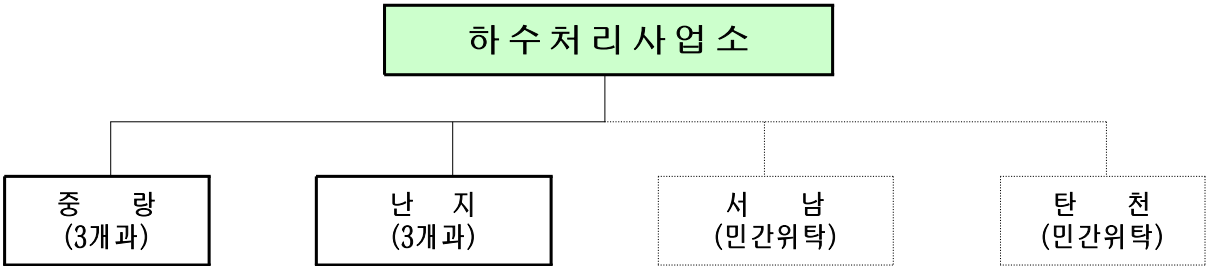 하수처리사업소
중 랑
(3개과)
난 지
(3개과)
서 남
(민간위탁)
탄 천
(민간위탁)